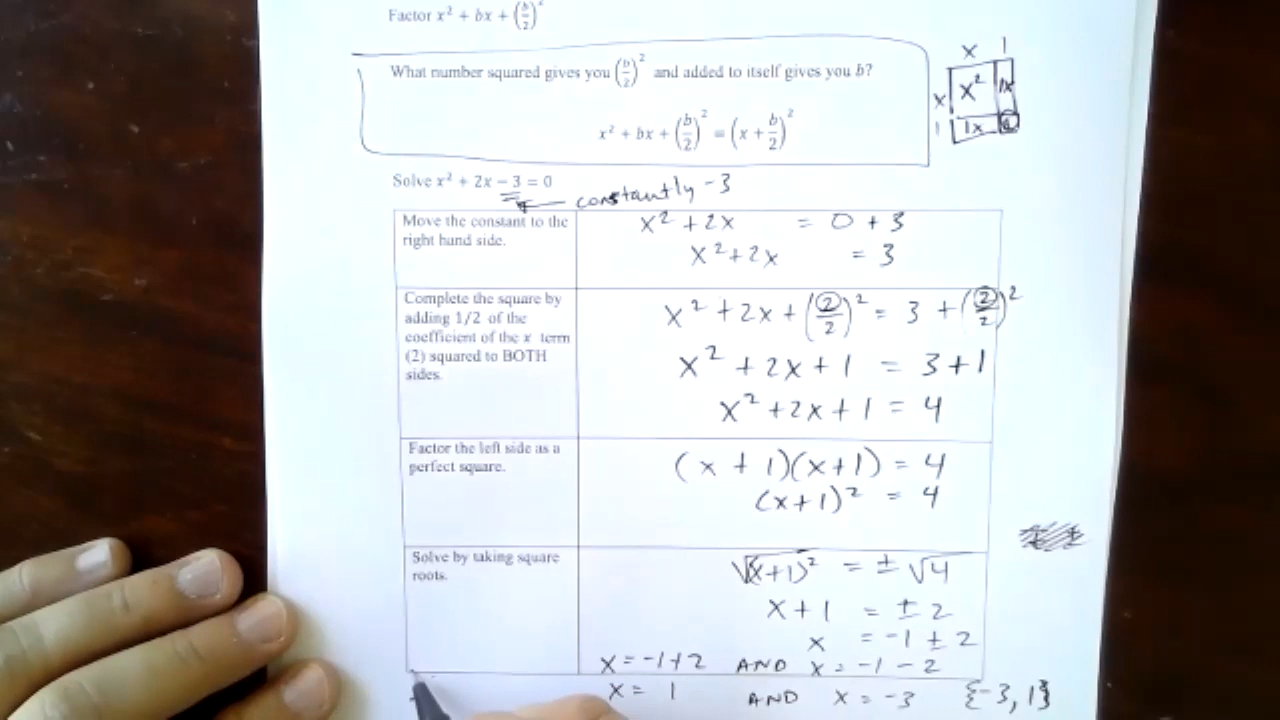 Factor x² + bx + (b/2)²
What number squared gives you (b/2)² and added to itself gives you b?
x² + bx + (b/2)² = (x + b/2)²
x 1
x x² 1x
1 1x 1
Solve x² + 2x − 3 = 0
constantly -3
Move the constant to the
right hand side.
x² + 2x = 0 + 3
x² + 2x = 3
Complete the square by
adding 1/2 of the
coefficient of the x term
(2) squared to BOTH
sides.
x² + 2x + (2/2)² = 3 + (2/2)²
x² + 2x + 1 = 3 + 1
x² + 2x + 1 = 4
Factor the left side as a
perfect square.
(x + 1)(x + 1) = 4
(x + 1)² = 4
Solve by taking square
roots.
√(x+1)² = ± √4
x + 1 = ± 2
x = -1 ± 2
x = -1 + 2 AND x = -1 - 2
x = 1 AND x = -3 {-3, 1}